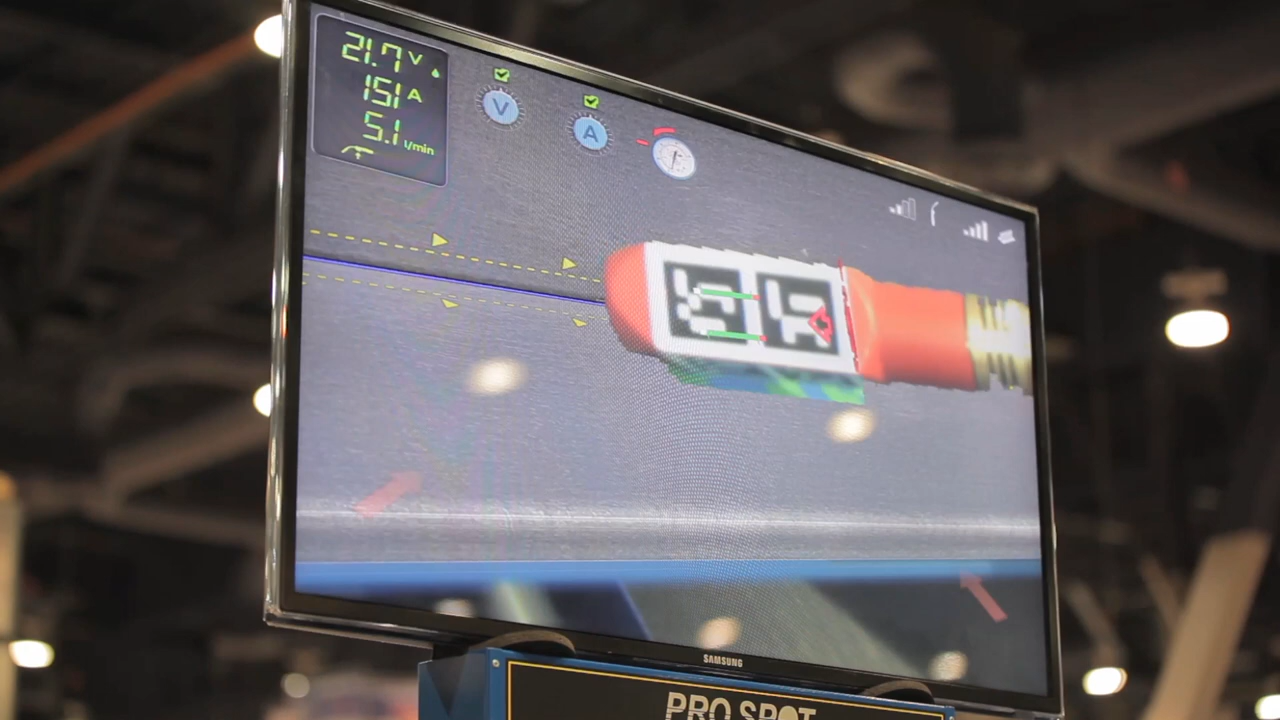 21.7 V
151 A
5.1 l/min
V
A
SAMSUNG
PRO SPOT